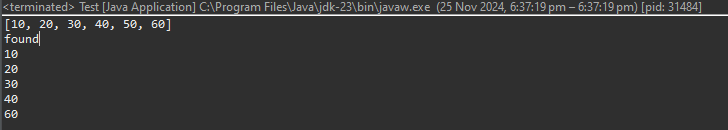 <terminated> Test [Java Application] C:\Program Files\Java\jdk-23\bin\javaw.exe (25 Nov 2024, 6:37:19 pm – 6:37:19 pm) [pid: 31484]
[10, 20, 30, 40, 50, 60]
found
10
20
30
40
60